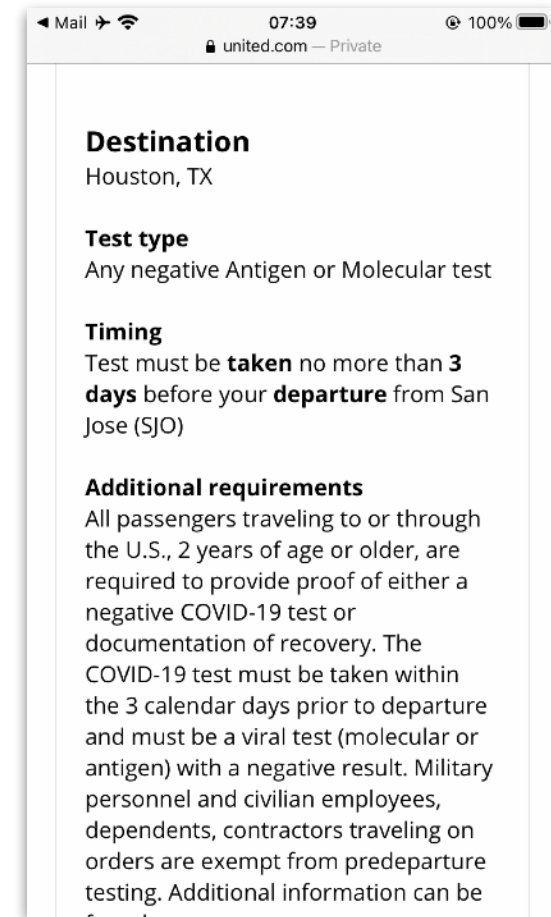 Mail 07:39 100%
united.com — Private
Destination
Houston, TX
Test type
Any negative Antigen or Molecular test
Timing
Test must be taken no more than 3
days before your departure from San
Jose (SJO)
Additional requirements
All passengers traveling to or through
the U.S., 2 years of age or older, are
required to provide proof of either a
negative COVID-19 test or
documentation of recovery. The
COVID-19 test must be taken within
the 3 calendar days prior to departure
and must be a viral test (molecular or
antigen) with a negative result. Military
personnel and civilian employees,
dependents, contractors traveling on
orders are exempt from predeparture
testing. Additional information can be